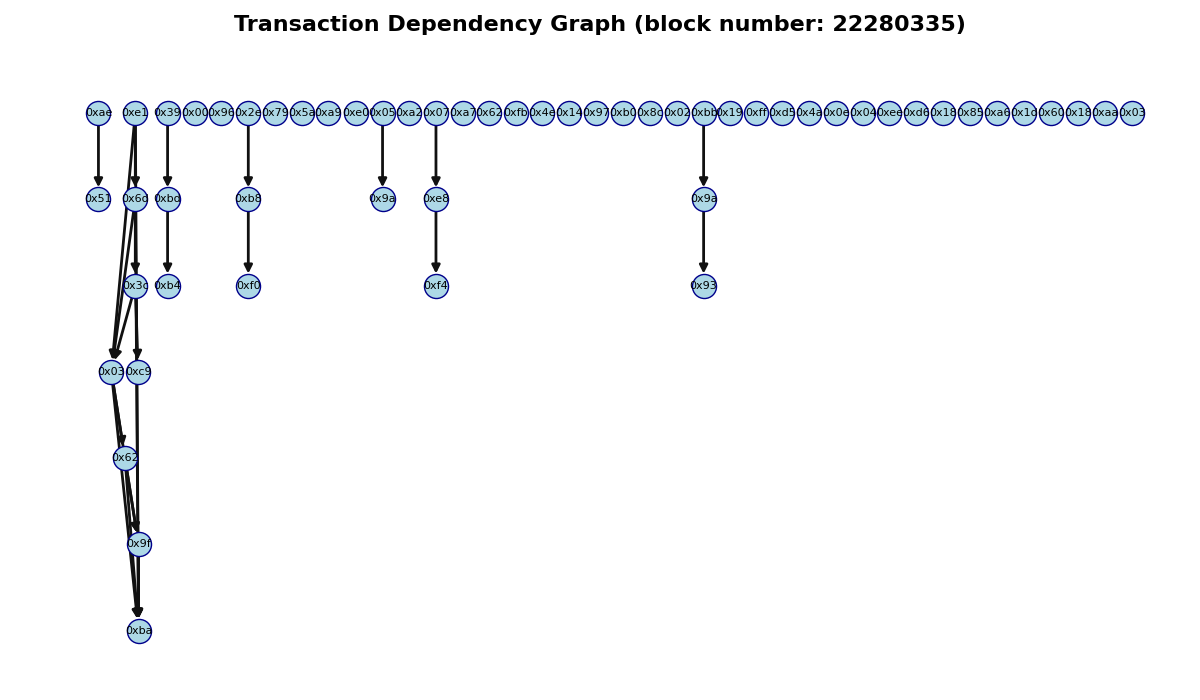 Transaction Dependency Graph (block number: 22280335)
0xae 0xe1 0x39 0x00 0x96 0x2e 0x79 0x5a 0xa9 0xe0 0x05 0xa2 0x07 0xa7 0x62 0xfb 0x4e 0x14 0x97 0xb0 0x8c 0x02 0xbb 0x19 0xff 0xd5 0x4a 0x0e 0x04 0xee 0xd6 0x18 0x85 0xa6 0x1d 0x60 0x18 0xaa 0x03
0x51 0x6d 0xbd 0xb8 0x9a 0xe8 0x9a
0x3c 0xb4 0xf0 0xf4 0x93
0x03 0xc9
0x62
0x9f
0xba